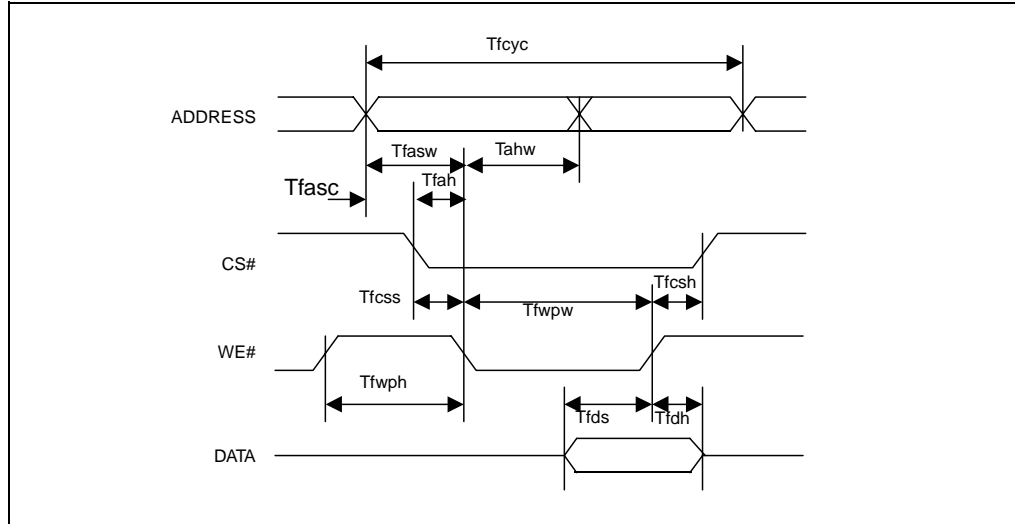 Tfcyc
ADDRESS
Tfasw Tahw
Tfasc Tfah
CS#
Tfcss Tfwpw Tfcsh
WE#
Tfwph
Tfds Tfdh
DATA